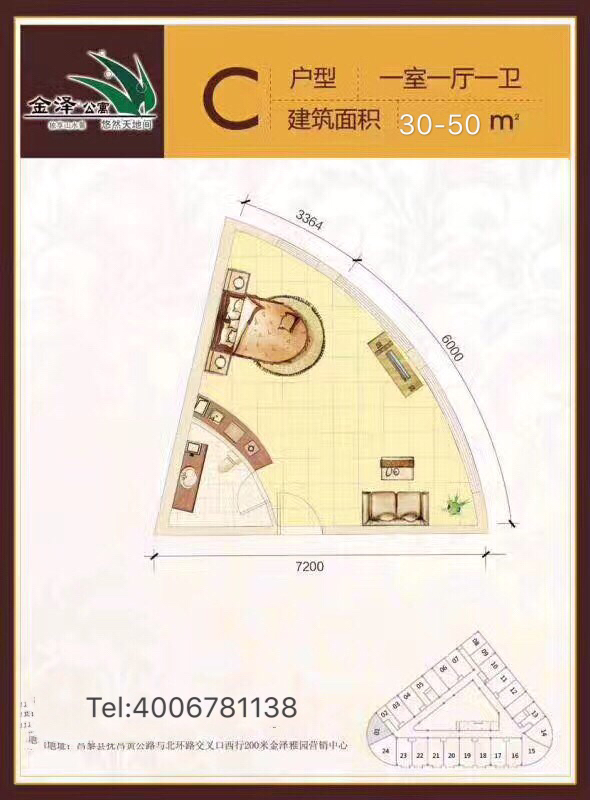 金泽 公寓
悠然天地间
C 户型 一室一厅一卫
建筑面积 30-50 m²
3364
6000
7200
08
07 09
06 10
05 11
04 12
03 13
02 14
01
24 23 22 21 20 19 18 17 16 15
Tel:4006781138
地址：昌黎县抚昌黄公路与北环路交叉口西行200米金泽雅园营销中心